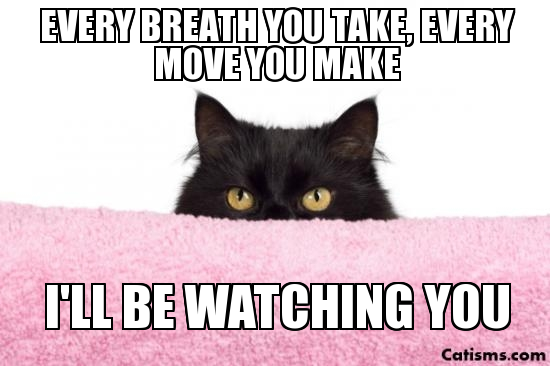 EVERY BREATH YOU TAKE, EVERY
MOVE YOU MAKE
I'LL BE WATCHING YOU
Catisms.com